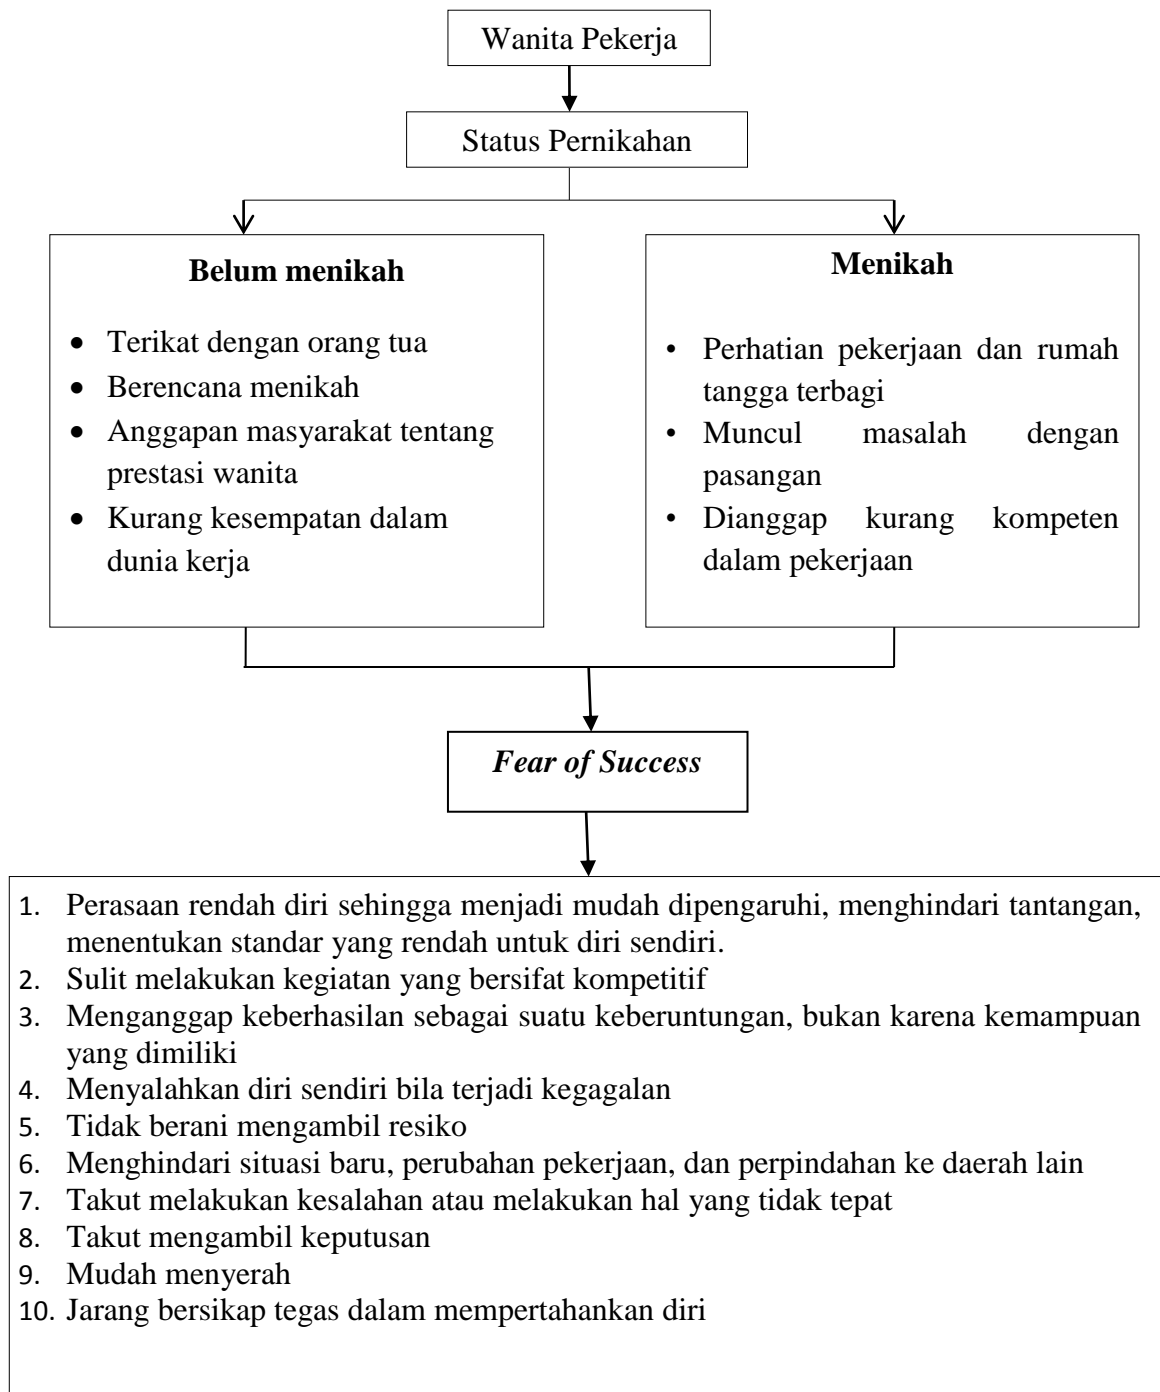 Wanita Pekerja
Status Pernikahan
Belum menikah
• Terikat dengan orang tua
• Berencana menikah
• Anggapan masyarakat tentang
prestasi wanita
• Kurang kesempatan dalam
dunia kerja
Menikah
• Perhatian pekerjaan dan rumah
tangga terbagi
• Muncul masalah dengan
pasangan
• Dianggap kurang kompeten
dalam pekerjaan
Fear of Success
1. Perasaan rendah diri sehingga menjadi mudah dipengaruhi, menghindari tantangan,
menentukan standar yang rendah untuk diri sendiri.
2. Sulit melakukan kegiatan yang bersifat kompetitif
3. Menganggap keberhasilan sebagai suatu keberuntungan, bukan karena kemampuan
yang dimiliki
4. Menyalahkan diri sendiri bila terjadi kegagalan
5. Tidak berani mengambil resiko
6. Menghindari situasi baru, perubahan pekerjaan, dan perpindahan ke daerah lain
7. Takut melakukan kesalahan atau melakukan hal yang tidak tepat
8. Takut mengambil keputusan
9. Mudah menyerah
10. Jarang bersikap tegas dalam mempertahankan diri